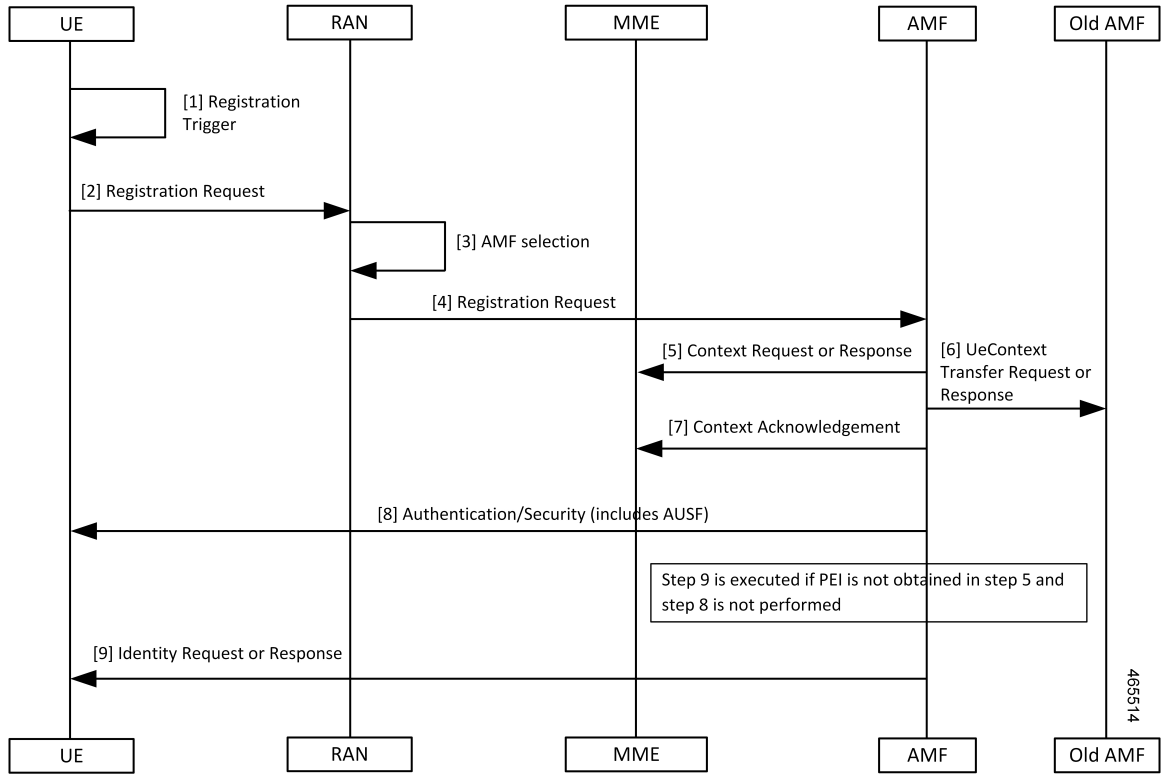 UE
RAN
MME
AMF
Old AMF
[1] Registration
Trigger
[2] Registration Request
[3] AMF selection
[4] Registration Request
[5] Context Request or Response
[6] UeContext
Transfer Request or
Response
[7] Context Acknowledgement
[8] Authentication/Security (includes AUSF)
Step 9 is executed if PEI is not obtained in step 5 and
step 8 is not performed
[9] Identity Request or Response
465514
UE
RAN
MME
AMF
Old AMF